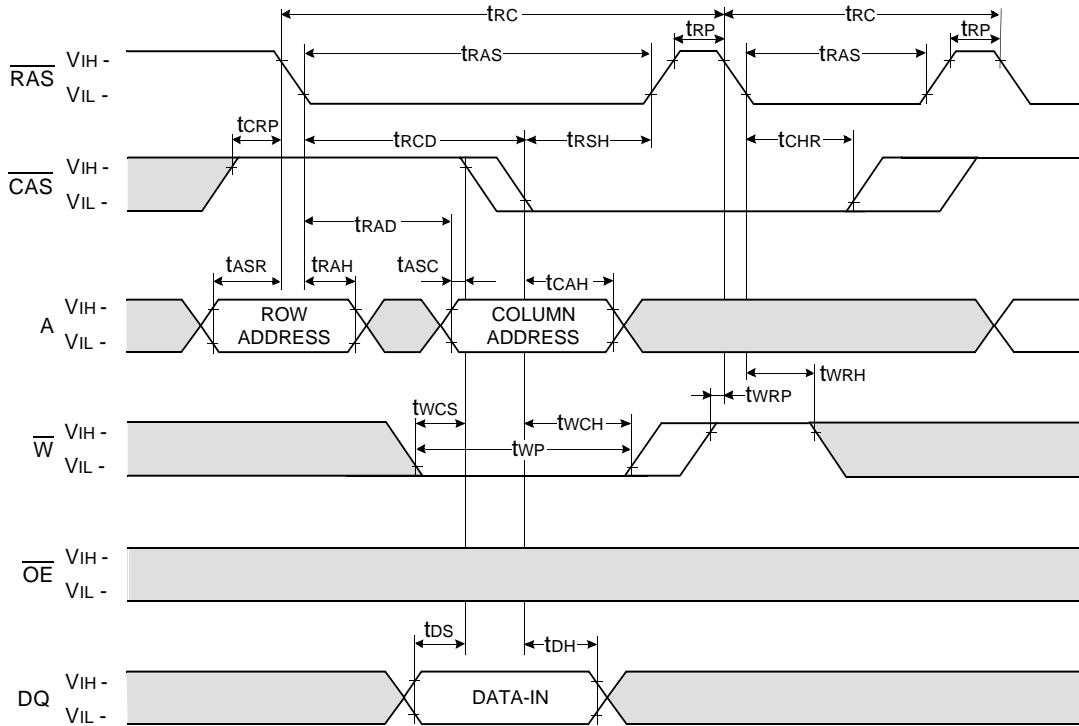 tRC tRC
tRP tRP
tRAS tRAS
RAS VIH -
VIL -
tCRP tRCD tRSH tCHR
CAS VIH -
VIL -
tRAD
tASR tRAH tASC tCAH
A VIH -
VIL -
ROW
ADDRESS
COLUMN
ADDRESS
tWRH
tWRP
tWCS tWCH
tWP
W VIH -
VIL -
OE VIH -
VIL -
tDS tDH
DQ VIH -
VIL -
DATA-IN